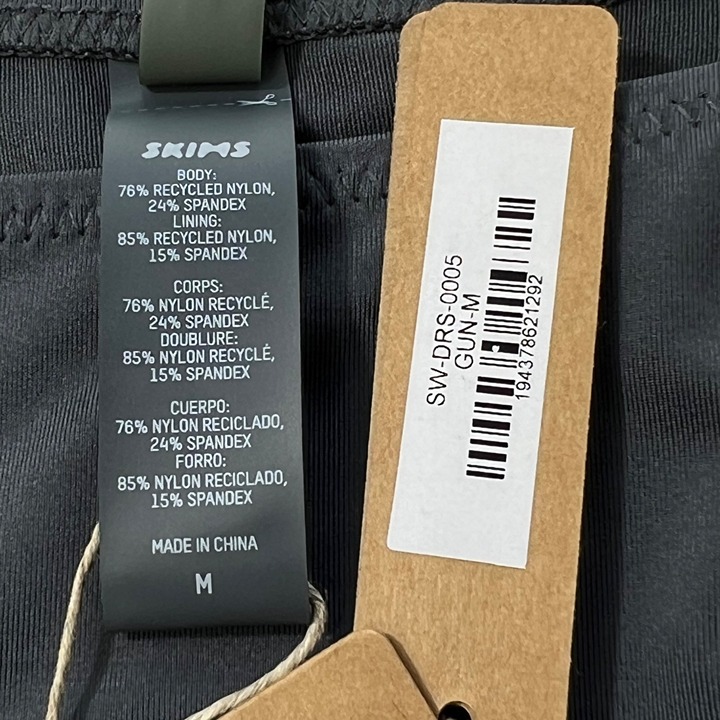 SKIMS
BODY:
76% RECYCLED NYLON,
24% SPANDEX
LINING:
85% RECYCLED NYLON,
15% SPANDEX
CORPS:
76% NYLON RECYCLÉ,
24% SPANDEX
DOUBLURE:
85% NYLON RECYCLÉ,
15% SPANDEX
CUERPO:
76% NYLON RECICLADO,
24% SPANDEX
FORRO:
85% NYLON RECICLADO,
15% SPANDEX
MADE IN CHINA
M
SW-DRS-0005
GUN-M
194378621292